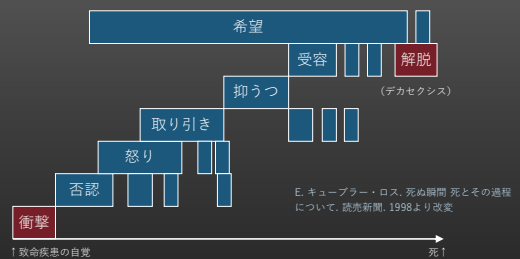 希望
受容
解脱
(デカセクシス)
抑うつ
取り引き
怒り
否認
衝撃
E. キューブラー・ロス. 死ぬ瞬間 死とその過程
について. 読売新聞. 1998より改変
↑致命疾患の自覚
死↑